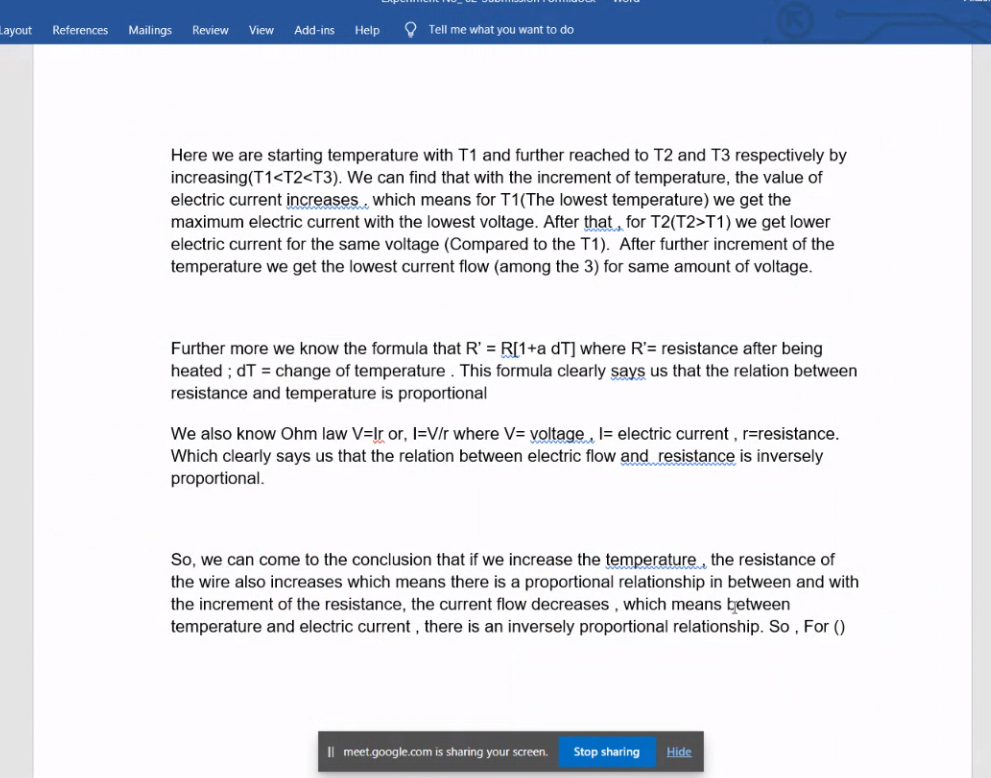 Layout References Mailings Review View Add-ins Help Tell me what you want to do
Here we are starting temperature with T1 and further reached to T2 and T3 respectively by
increasing(T1<T2<T3). We can find that with the increment of temperature, the value of
electric current increases , which means for T1(The lowest temperature) we get the
maximum electric current with the lowest voltage. After that , for T2(T2>T1) we get lower
electric current for the same voltage (Compared to the T1).  After further increment of the
temperature we get the lowest current flow (among the 3) for same amount of voltage.
Further more we know the formula that R' = R[1+a dT] where R'= resistance after being
heated ; dT = change of temperature . This formula clearly says us that the relation between
resistance and temperature is proportional
We also know Ohm law V=Ir or, I=V/r where V= voltage , I= electric current , r=resistance.
Which clearly says us that the relation between electric flow and  resistance is inversely
proportional.
So, we can come to the conclusion that if we increase the temperature , the resistance of
the wire also increases which means there is a proportional relationship in between and with
the increment of the resistance, the current flow decreases , which means between
temperature and electric current , there is an inversely proportional relationship. So , For ()
meet.google.com is sharing your screen. Stop sharing Hide